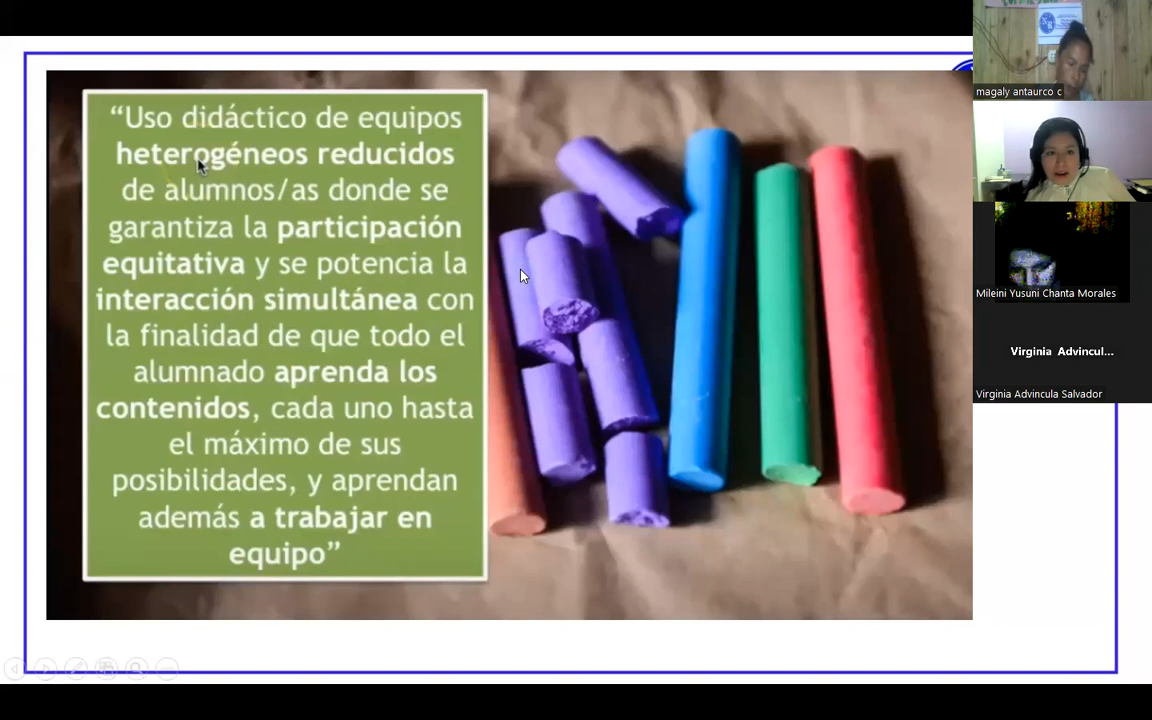 “Uso didáctico de equipos
heterogéneos reducidos
de alumnos/as donde se
garantiza la participación
equitativa y se potencia la
interacción simultánea con
la finalidad de que todo el
alumnado aprenda los
contenidos, cada uno hasta
el máximo de sus
posibilidades, y aprendan
además a trabajar en
equipo”
magaly antaurco c
Mileini Yusuni Chanta Morales
Virginia Advincul...
Virginia Advincula Salvador